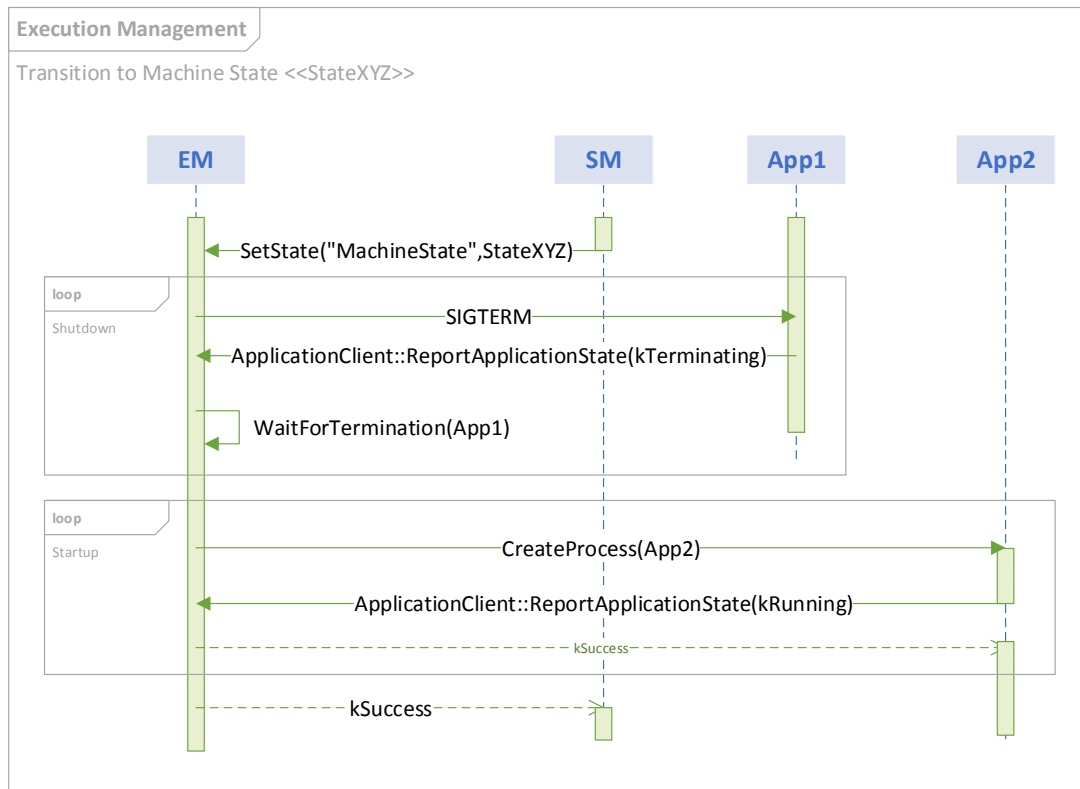 Execution Management
Transition to Machine State <<StateXYZ>>
EM
SM
App1
App2
SetState("MachineState",StateXYZ)
loop
Shutdown
SIGTERM
ApplicationClient::ReportApplicationState(kTerminating)
WaitForTermination(App1)
loop
Startup
CreateProcess(App2)
ApplicationClient::ReportApplicationState(kRunning)
kSuccess
kSuccess